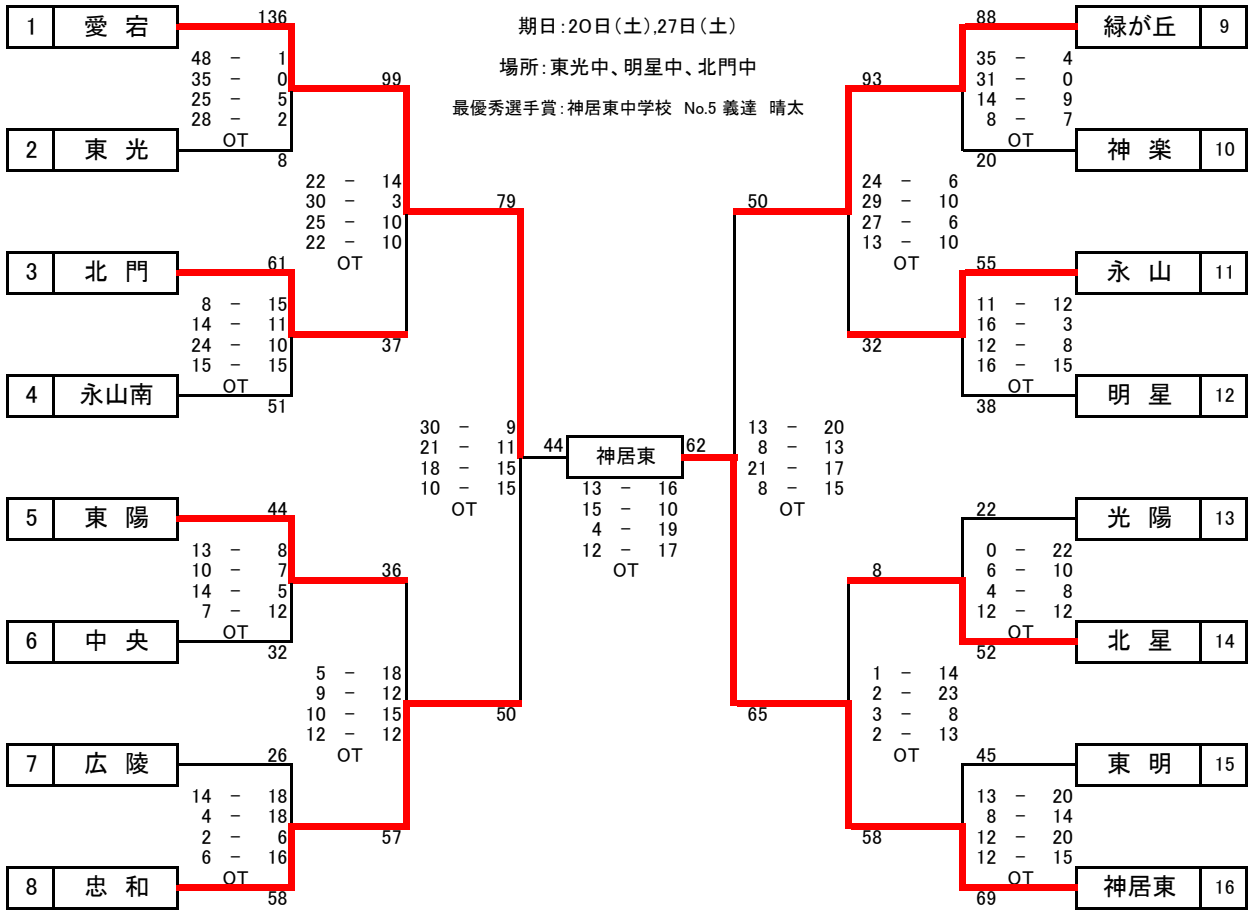 期日：20日（土）,27日（土）
場所：東光中、明星中、北門中
最優秀選手賞：神居東中学校　No.5 義達　晴太
1 愛 宕
136
48 － 1
35 － 0
25 － 5
28 － 2
OT
2 東 光
8
99
22 － 14
30 － 3
25 － 10
22 － 10
OT
3 北 門
61
8 － 15
14 － 11
24 － 10
15 － 15
OT
4 永山南
51
37
79
30 － 9
21 － 11
18 － 15
10 － 15
OT
5 東 陽
44
13 － 8
10 － 7
14 － 5
7 － 12
OT
6 中 央
32
36
5 － 18
9 － 12
10 － 15
12 － 12
OT
7 広 陵
26
14 － 18
4 － 18
2 － 6
6 － 16
OT
8 忠 和
58
57
50
44 神居東 62
13 － 16
15 － 10
4 － 19
12 － 17
OT
88
緑が丘 9
35 － 4
31 － 0
14 － 9
8 － 7
OT
20
神 楽 10
93
24 － 6
29 － 10
27 － 6
13 － 10
OT
55
永 山 11
11 － 12
16 － 3
12 － 8
16 － 15
OT
38
明 星 12
32
50
13 － 20
8 － 13
21 － 17
8 － 15
OT
22
光 陽 13
0 － 22
6 － 10
4 － 8
12 － 12
OT
52
北 星 14
8
1 － 14
2 － 23
3 － 8
2 － 13
OT
45
東 明 15
13 － 20
8 － 14
12 － 20
12 － 15
OT
69
神居東 16
58
65